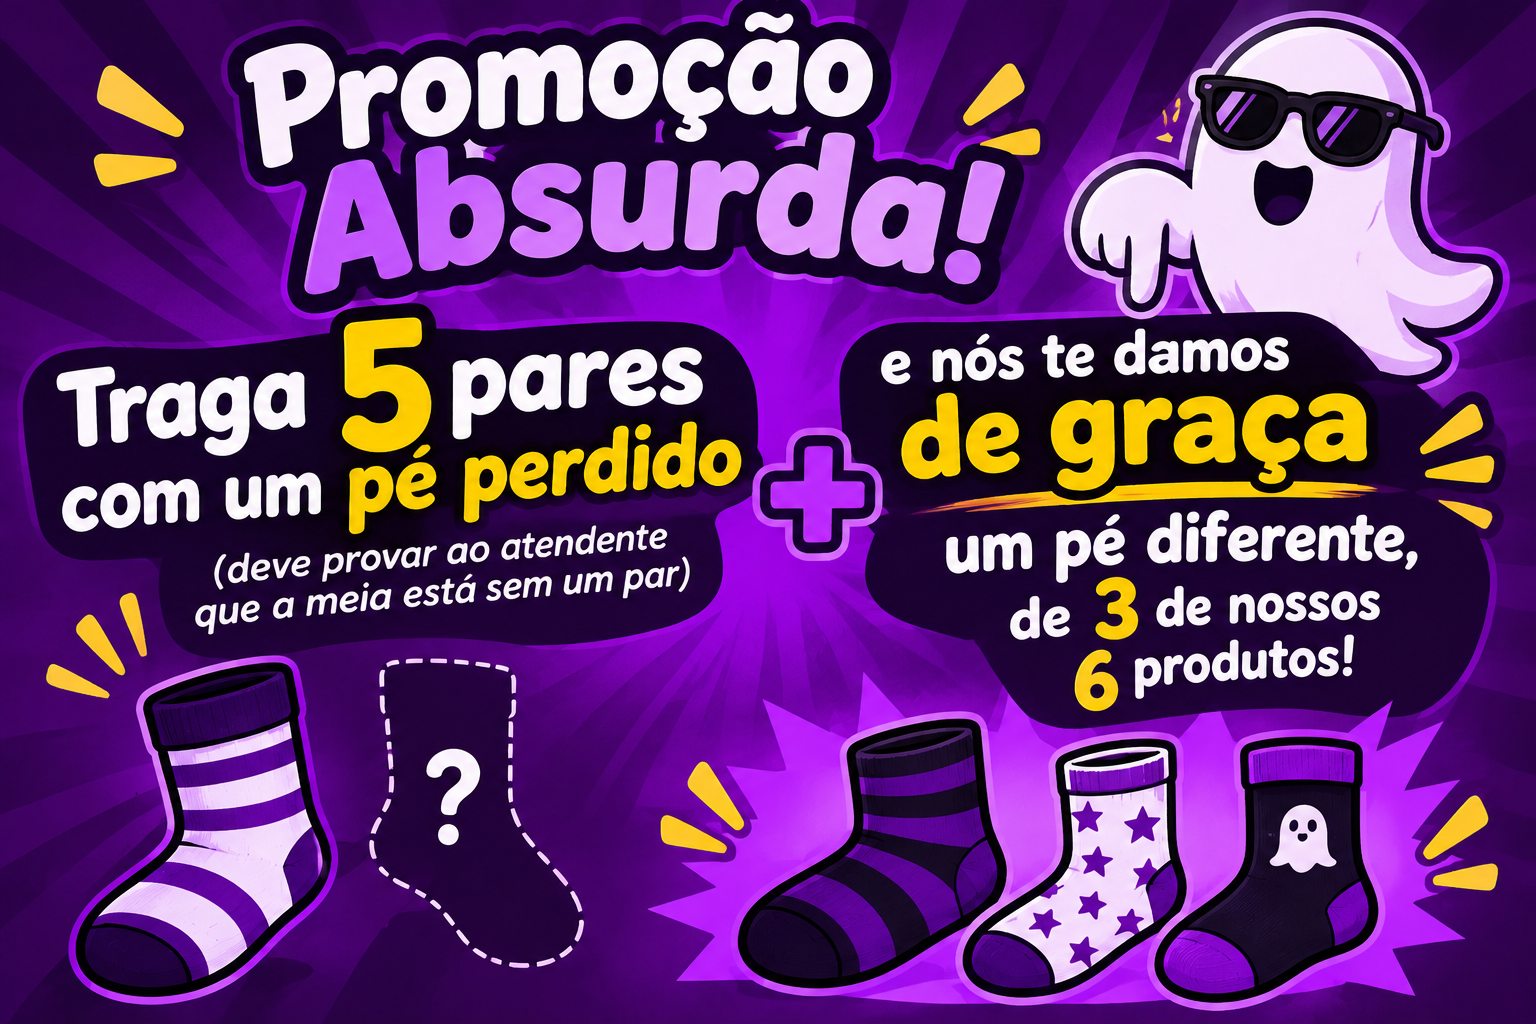 Promoção
Absurda!
Traga 5 pares
com um pé perdido
(deve provar ao atendente
que a meia está sem um par)
+
e nós te damos
de graça
um pé diferente,
de 3 de nossos
6 produtos!
?